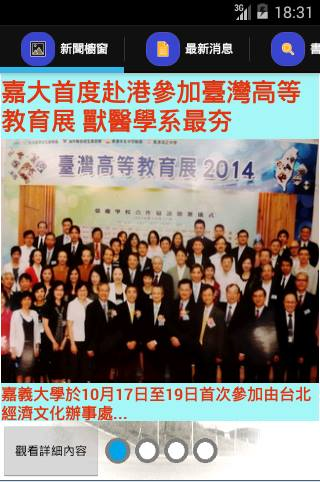 3G 18:31
新聞櫥窗 最新消息 書
嘉大首度赴港參加臺灣高等
教育展 獸醫學系最夯
臺灣高等教育展 2014
嘉義大學於10月17日至19日首次參加由台北
經濟文化辦事處...
觀看詳細內容